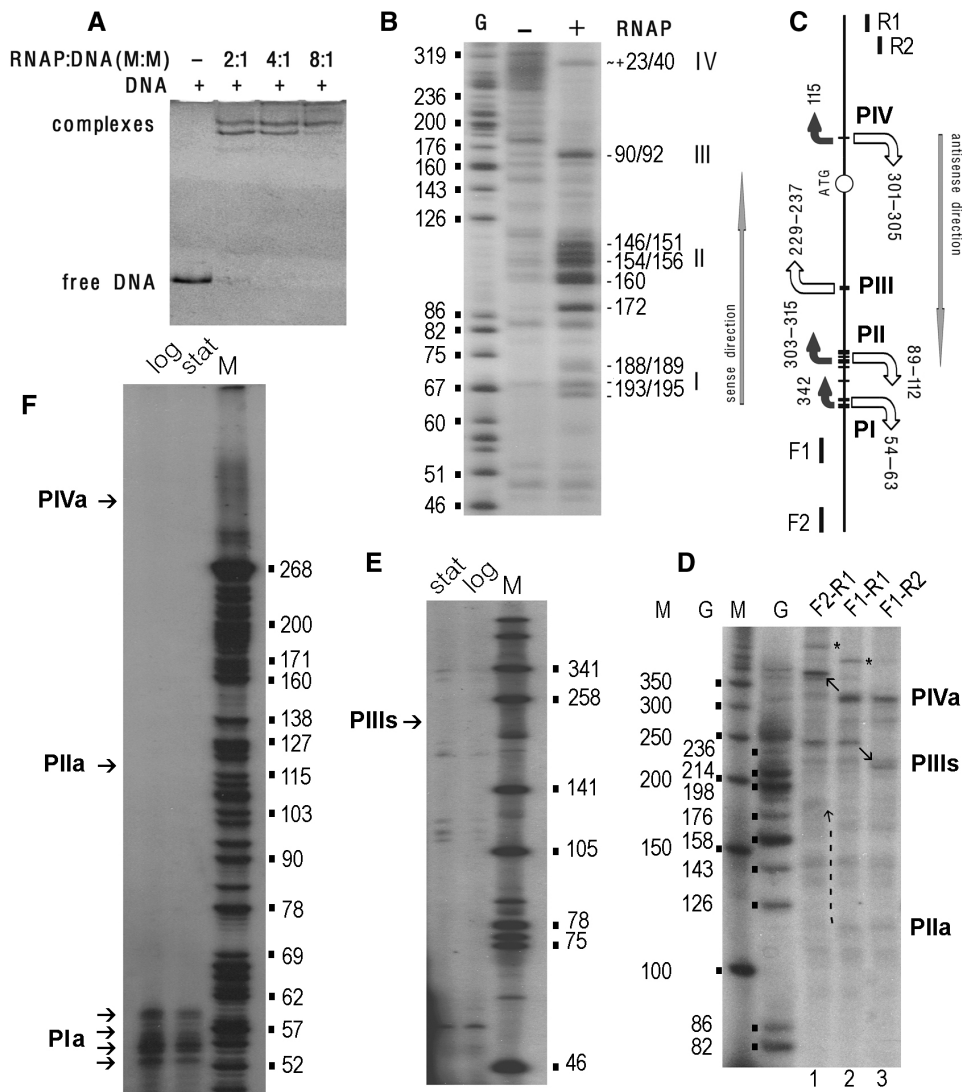 A
RNAP:DNA(M:M) – 2:1 4:1 8:1
DNA + + + +
complexes
free DNA
B
G – + RNAP
319
236
200
176
160
143
126
86
82
75
67
60
51
46
~+23/40 IV
-90/92 III
-146/151
-154/156 II
-160
-172
-188/189
-193/195 I
sense direction
C
R1
R2
115
PIV
301–305
ATG
229–237
PIII
303–315
PII
89–112
342
PI
54–63
F1
F2
antisense direction
F
log stat M
PIVa
PIIa
PIa
268
200
171
160
138
127
115
103
90
78
69
62
57
52
E
stat log M
PIIIs
341
258
141
105
78
75
46
D
M G M G F2-R1 F1-R1 F1-R2
* *
350
300
250
236
214
200
198
176
158
150
143
126
100
86
82
PIVa
PIIIs
PIIa
1 2 3